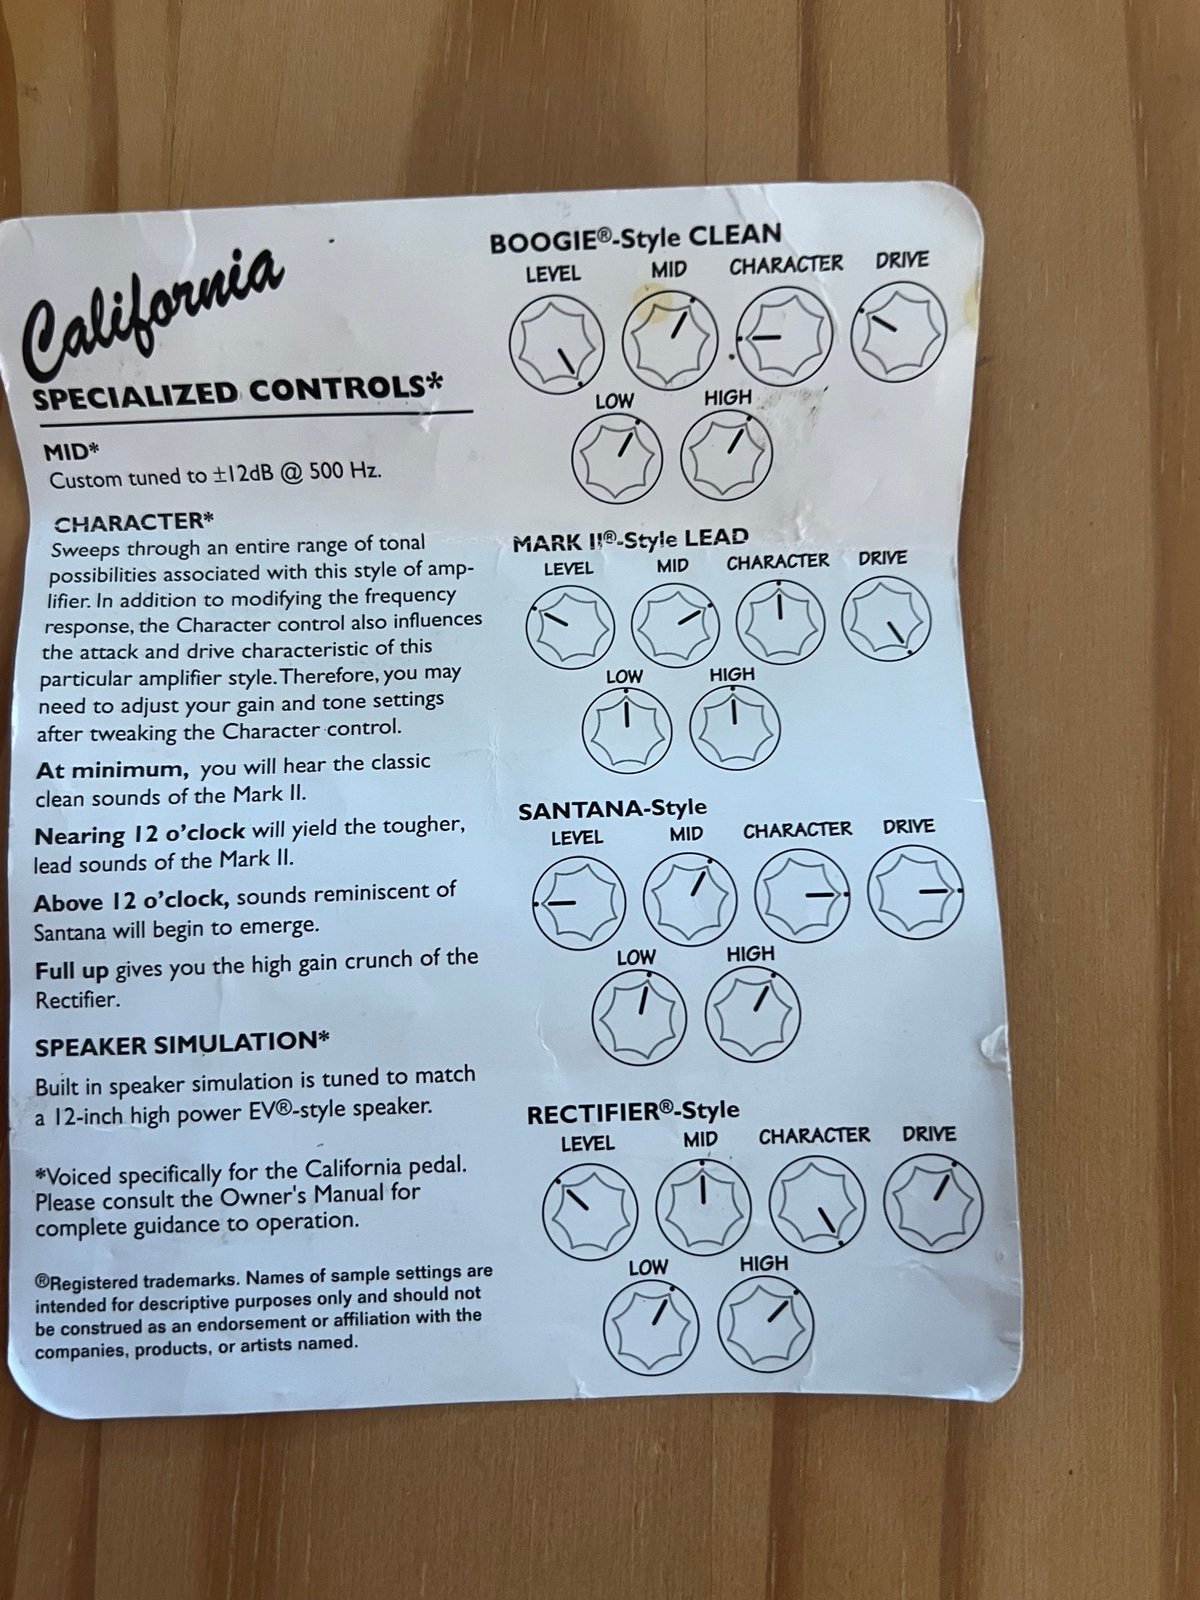 California
SPECIALIZED CONTROLS*
MID*
Custom tuned to ±12dB @ 500 Hz.
CHARACTER*
Sweeps through an entire range of tonal
possibilities associated with this style of amp-
lifier. In addition to modifying the frequency
response, the Character control also influences
the attack and drive characteristic of this
particular amplifier style. Therefore, you may
need to adjust your gain and tone settings
after tweaking the Character control.
At minimum, you will hear the classic
clean sounds of the Mark II.
Nearing 12 o'clock will yield the tougher,
lead sounds of the Mark II.
Above 12 o'clock, sounds reminiscent of
Santana will begin to emerge.
Full up gives you the high gain crunch of the
Rectifier.
SPEAKER SIMULATION*
Built in speaker simulation is tuned to match
a 12-inch high power EV®-style speaker.
*Voiced specifically for the California pedal.
Please consult the Owner's Manual for
complete guidance to operation.
®Registered trademarks. Names of sample settings are
intended for descriptive purposes only and should not
be construed as an endorsement or affiliation with the
companies, products, or artists named.
BOOGIE®-Style CLEAN
LEVEL MID CHARACTER DRIVE
LOW HIGH
MARK II®-Style LEAD
LEVEL MID CHARACTER DRIVE
LOW HIGH
SANTANA-Style
LEVEL MID CHARACTER DRIVE
LOW HIGH
RECTIFIER®-Style
LEVEL MID CHARACTER DRIVE
LOW HIGH